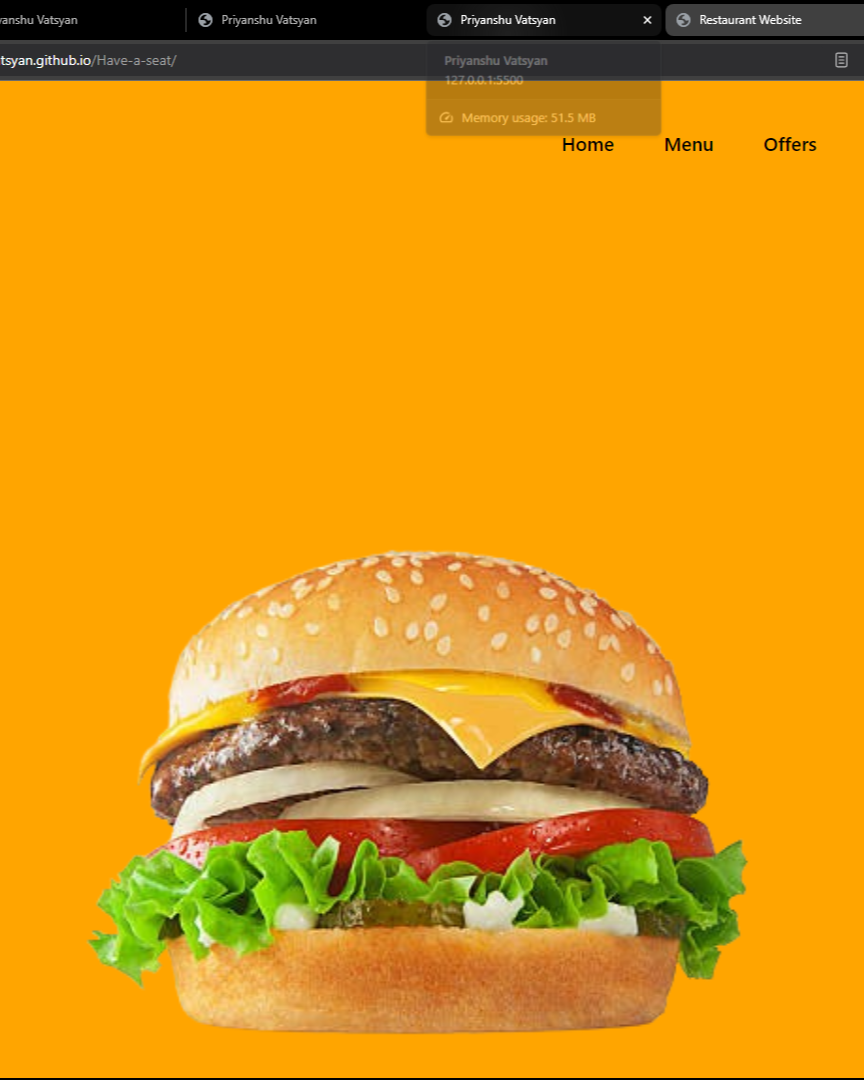 anshu Vatsyan
Priyanshu Vatsyan
Priyanshu Vatsyan
Restaurant Website
tsyan.github.io/Have-a-seat/
Priyanshu Vatsyan
127.0.0.1:5500
Memory usage: 51.5 MB
Home Menu Offers